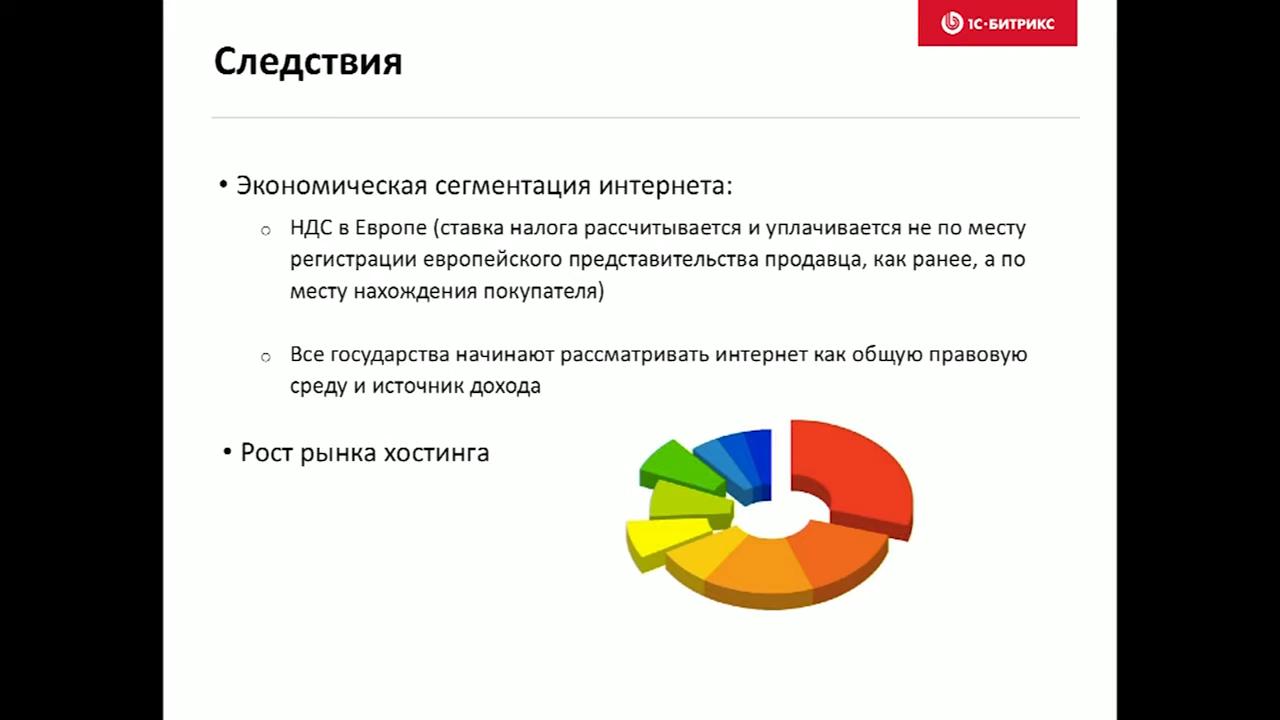 1С·БИТРИКС
Следствия
• Экономическая сегментация интернета:
o НДС в Европе (ставка налога рассчитывается и уплачивается не по месту
регистрации европейского представительства продавца, как ранее, а по
месту нахождения покупателя)
o Все государства начинают рассматривать интернет как общую правовую
среду и источник дохода
• Рост рынка хостинга